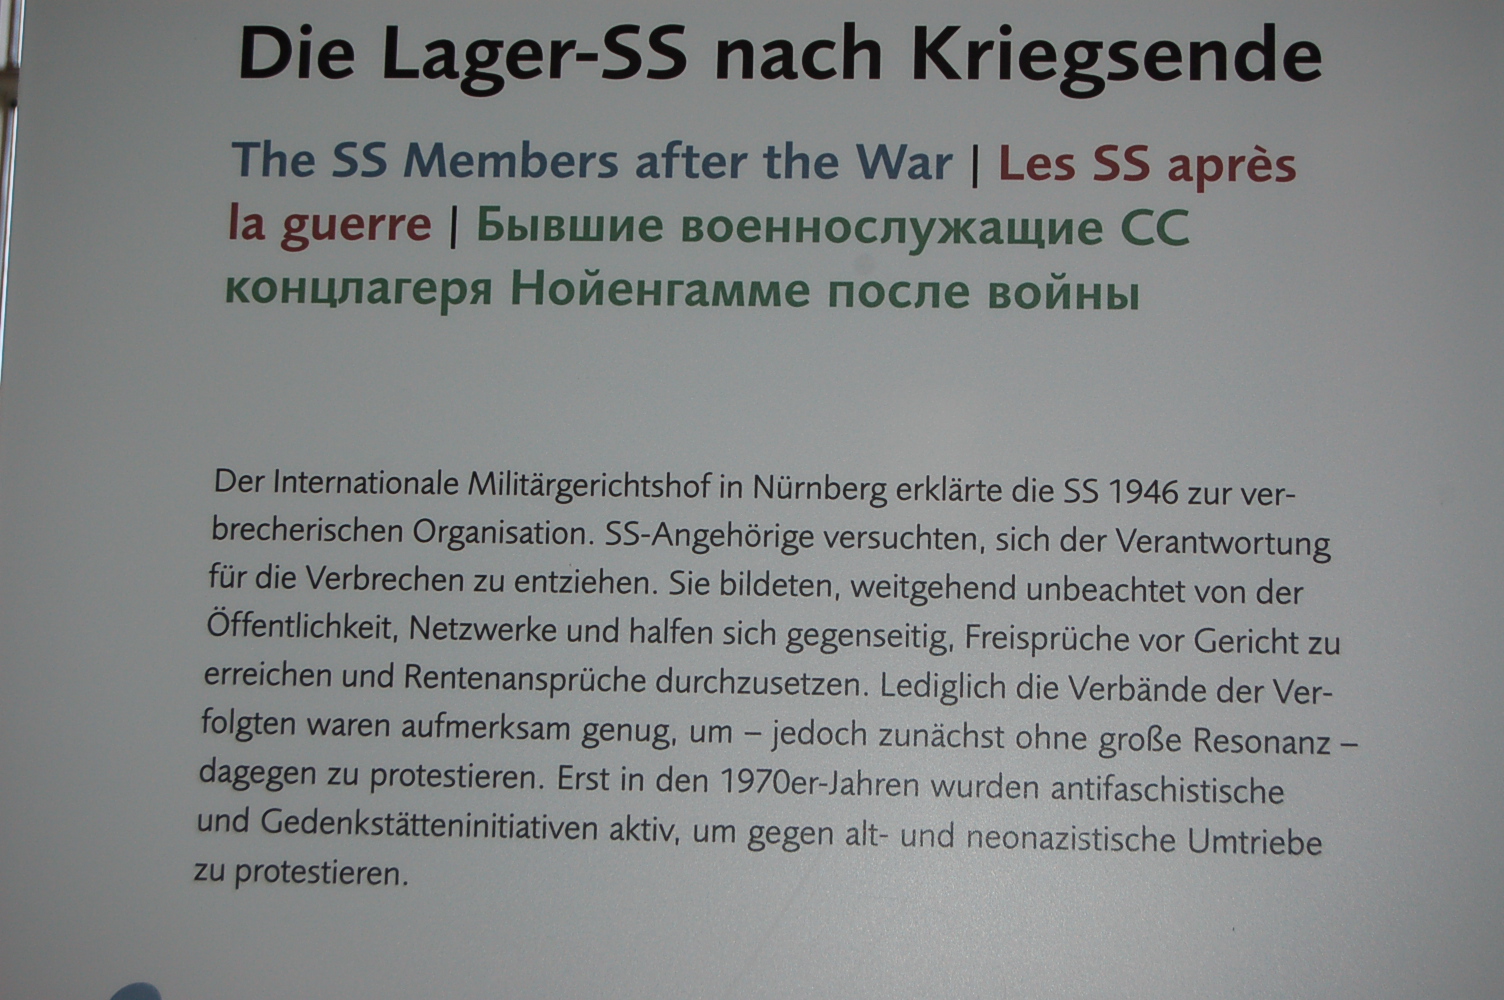 Die Lager-SS nach Kriegsende
The SS Members after the War | Les SS après
la guerre | Бывшие военнослужащие СС
концлагеря Нойенгамме после войны
Der Internationale Militärgerichtshof in Nürnberg erklärte die SS 1946 zur ver-
brecherischen Organisation. SS-Angehörige versuchten, sich der Verantwortung
für die Verbrechen zu entziehen. Sie bildeten, weitgehend unbeachtet von der
Öffentlichkeit, Netzwerke und halfen sich gegenseitig, Freisprüche vor Gericht zu
erreichen und Rentenansprüche durchzusetzen. Lediglich die Verbände der Ver-
folgten waren aufmerksam genug, um – jedoch zunächst ohne große Resonanz –
dagegen zu protestieren. Erst in den 1970er-Jahren wurden antifaschistische
und Gedenkstätteninitiativen aktiv, um gegen alt- und neonazistische Umtriebe
zu protestieren.